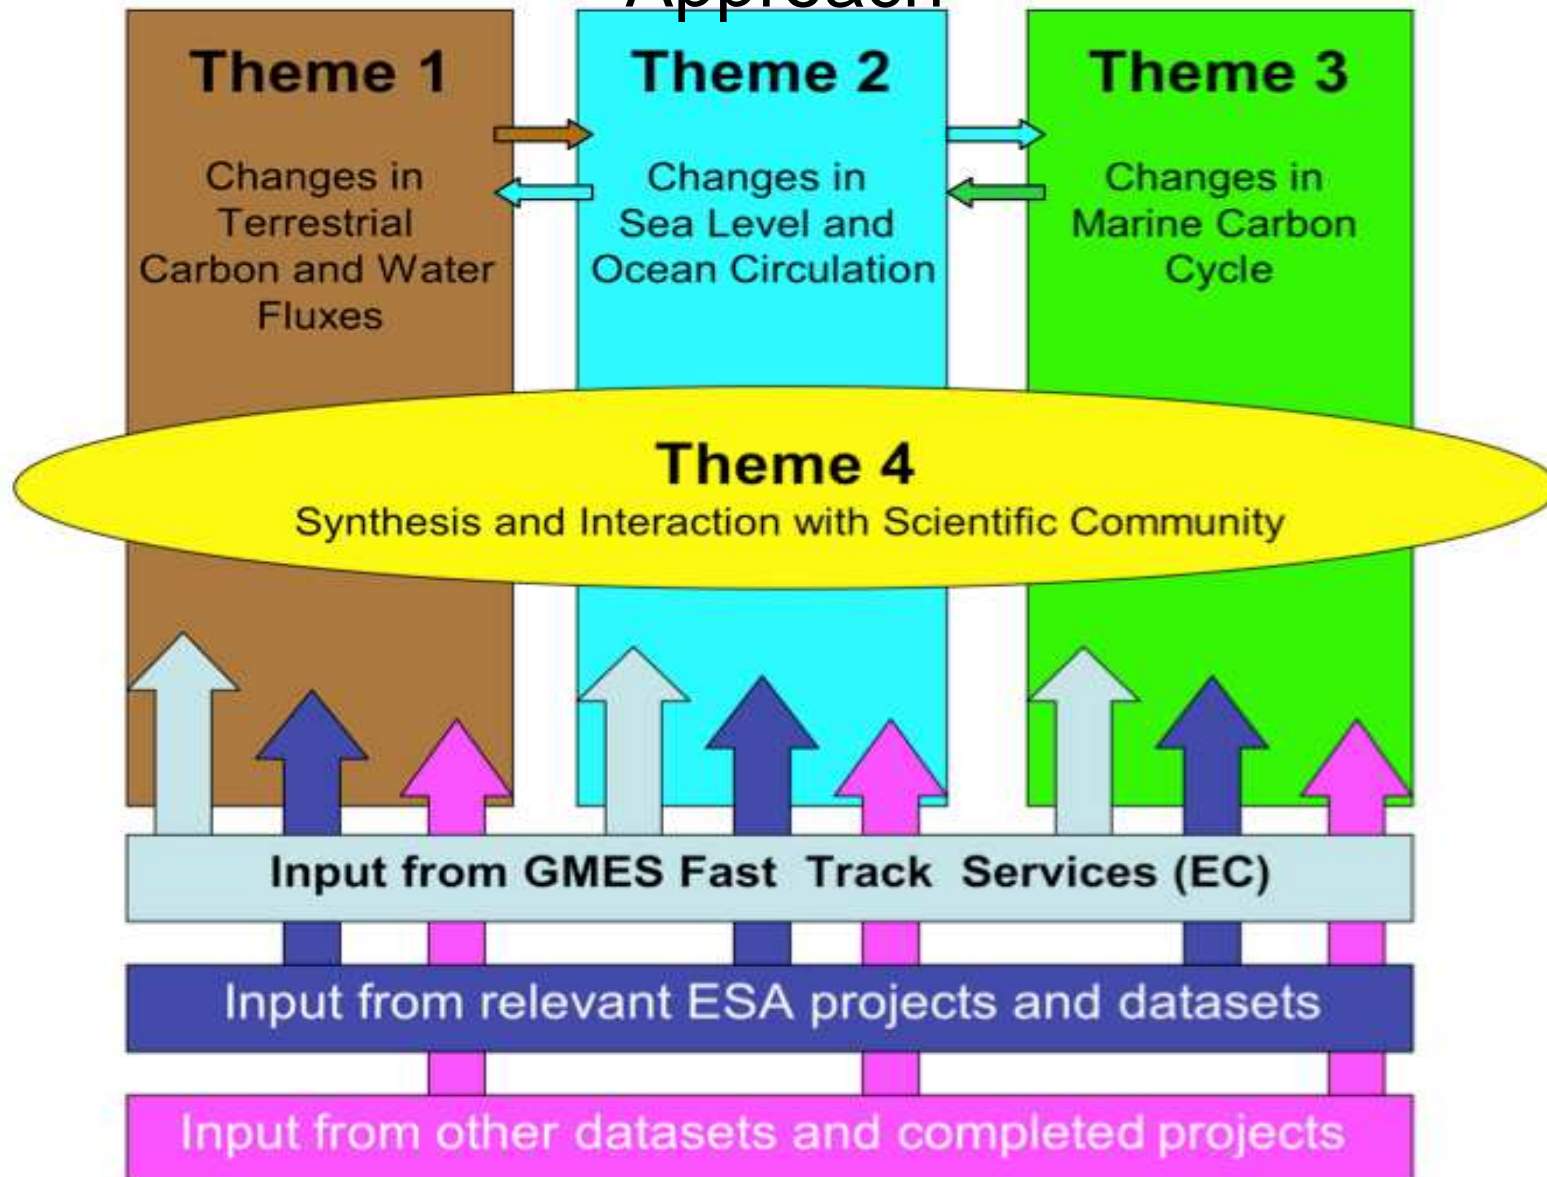 Approach
Theme 1
Changes in
Terrestrial
Carbon and Water
Fluxes
Theme 2
Changes in
Sea Level and
Ocean Circulation
Theme 3
Changes in
Marine Carbon
Cycle
Theme 4
Synthesis and Interaction with Scientific Community
Input from GMES Fast Track Services (EC)
Input from relevant ESA projects and datasets
Input from other datasets and completed projects